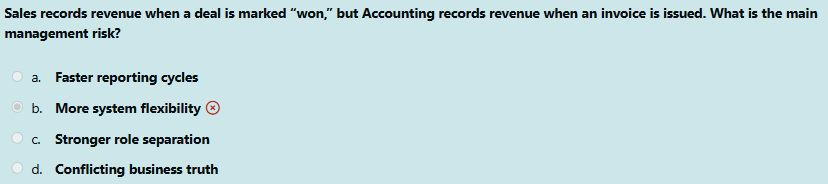 Sales records revenue when a deal is marked “won,” but Accounting records revenue when an invoice is issued. What is the main
management risk?
a. Faster reporting cycles
b. More system flexibility
c. Stronger role separation
d. Conflicting business truth